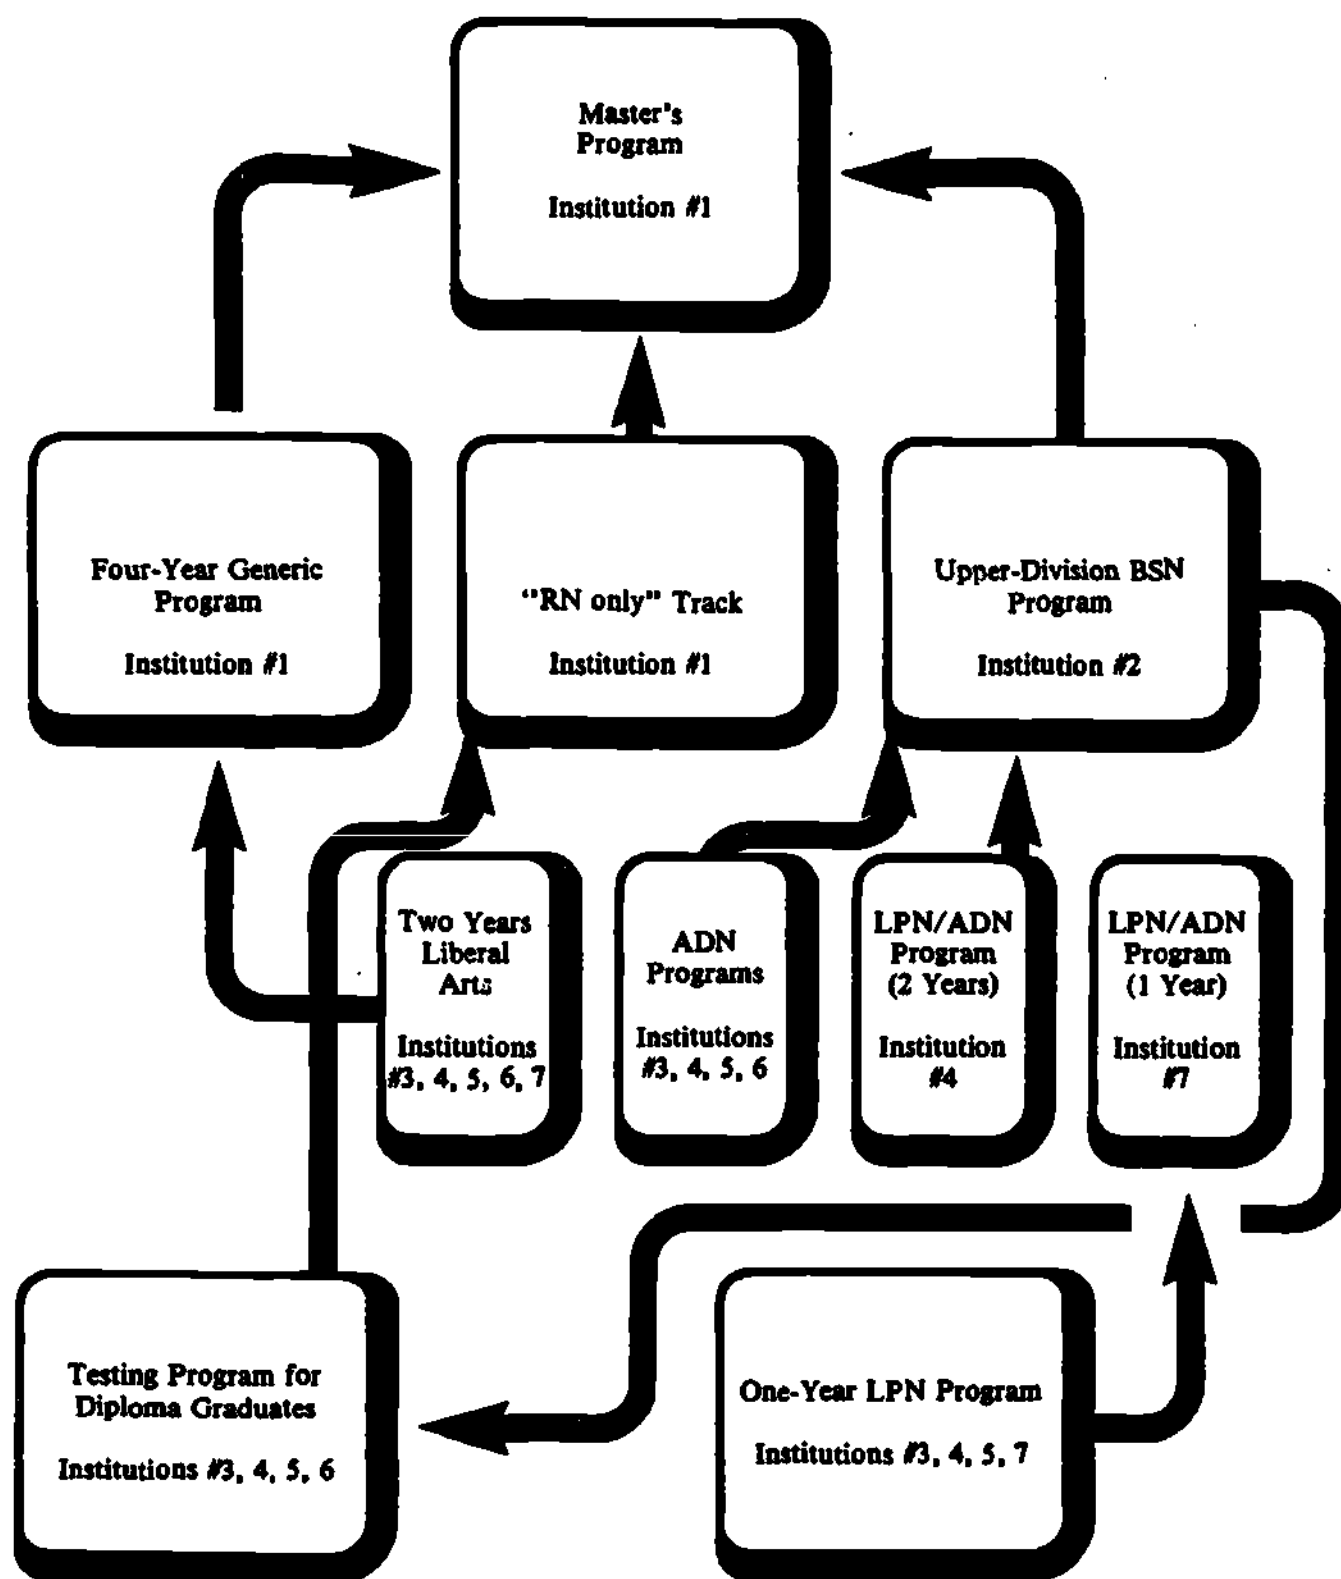 Master's
Program
Institution #1
Four-Year Generic
Program
Institution #1
"RN only" Track
Institution #1
Upper-Division BSN
Program
Institution #2
Two Years
Liberal
Arts
Institutions
#3, 4, 5, 6, 7
ADN
Programs
Institutions
#3, 4, 5, 6
LPN/ADN
Program
(2 Years)
Institution
#4
LPN/ADN
Program
(1 Year)
Institution
#7
Testing Program for
Diploma Graduates
Institutions #3, 4, 5, 6
One-Year LPN Program
Institutions #3, 4, 5, 7